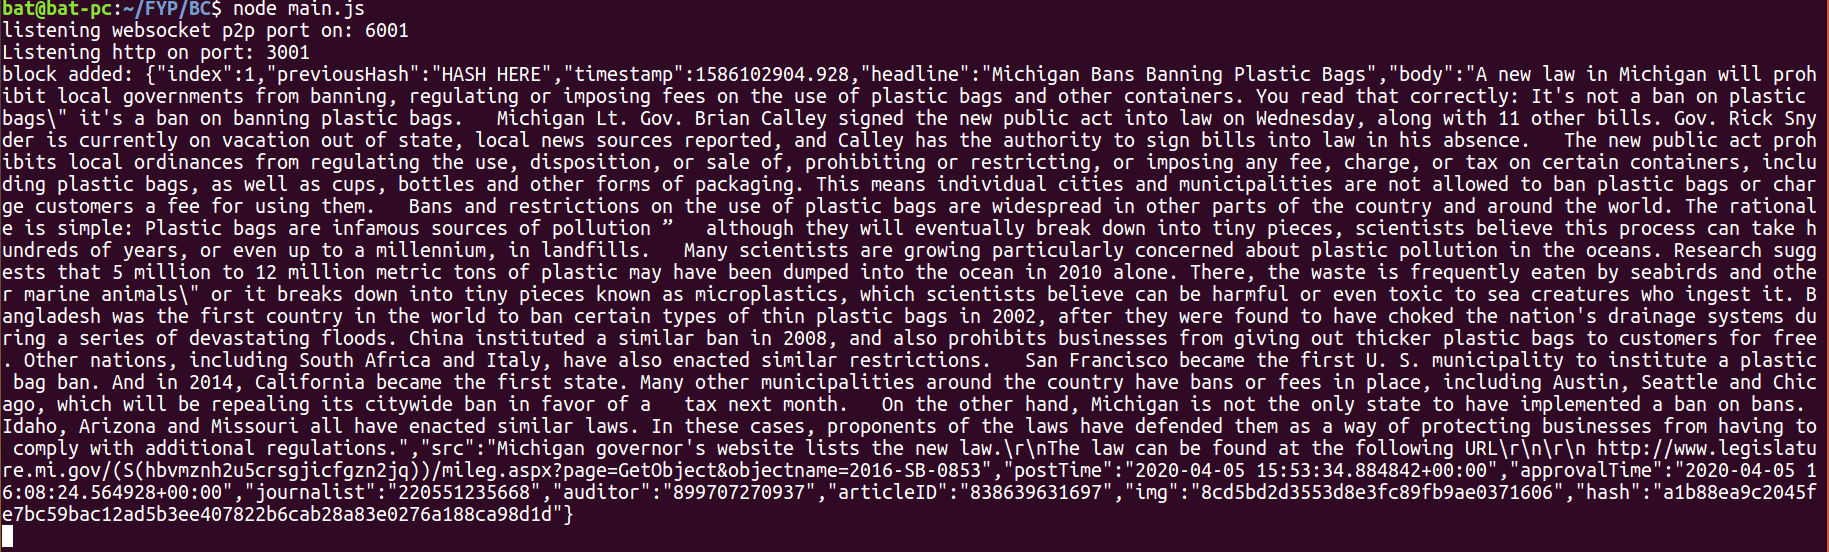 bat@bat-pc:~/FYP/BC$ node main.js
listening websocket p2p port on: 6001
Listening http on port: 3001
block added: {"index":1,"previousHash":"HASH HERE","timestamp":1586102904.928,"headline":"Michigan Bans Banning Plastic Bags","body":"A new law in Michigan will proh
ibit local governments from banning, regulating or imposing fees on the use of plastic bags and other containers. You read that correctly: It's not a ban on plastic 
bags\" it's a ban on banning plastic bags.   Michigan Lt. Gov. Brian Calley signed the new public act into law on Wednesday, along with 11 other bills. Gov. Rick Sny
der is currently on vacation out of state, local news sources reported, and Calley has the authority to sign bills into law in his absence.   The new public act proh
ibits local ordinances from regulating the use, disposition, or sale of, prohibiting or restricting, or imposing any fee, charge, or tax on certain containers, inclu
ding plastic bags, as well as cups, bottles and other forms of packaging. This means individual cities and municipalities are not allowed to ban plastic bags or char
ge customers a fee for using them.   Bans and restrictions on the use of plastic bags are widespread in other parts of the country and around the world. The rational
e is simple: Plastic bags are infamous sources of pollution ”   although they will eventually break down into tiny pieces, scientists believe this process can take h
undreds of years, or even up to a millennium, in landfills.   Many scientists are growing particularly concerned about plastic pollution in the oceans. Research sugg
ests that 5 million to 12 million metric tons of plastic may have been dumped into the ocean in 2010 alone. There, the waste is frequently eaten by seabirds and othe
r marine animals\" or it breaks down into tiny pieces known as microplastics, which scientists believe can be harmful or even toxic to sea creatures who ingest it. B
angladesh was the first country in the world to ban certain types of thin plastic bags in 2002, after they were found to have choked the nation's drainage systems du
ring a series of devastating floods. China instituted a similar ban in 2008, and also prohibits businesses from giving out thicker plastic bags to customers for free
. Other nations, including South Africa and Italy, have also enacted similar restrictions.   San Francisco became the first U. S. municipality to institute a plastic
 bag ban. And in 2014, California became the first state. Many other municipalities around the country have bans or fees in place, including Austin, Seattle and Chic
ago, which will be repealing its citywide ban in favor of a   tax next month.   On the other hand, Michigan is not the only state to have implemented a ban on bans. 
Idaho, Arizona and Missouri all have enacted similar laws. In these cases, proponents of the laws have defended them as a way of protecting businesses from having to
 comply with additional regulations.","src":"Michigan governor's website lists the new law.\r\nThe law can be found at the following URL\r\n\r\n http://www.legislatu
re.mi.gov/(S(hbvmznh2u5crsgjicfgzn2jq))/mileg.aspx?page=GetObject&objectname=2016-SB-0853","postTime":"2020-04-05 15:53:34.884842+00:00","approvalTime":"2020-04-05 1
6:08:24.564928+00:00","journalist":"220551235668","auditor":"899707270937","articleID":"838639631697","img":"8cd5bd2d3553d8e3fc89fb9ae0371606","hash":"a1b88ea9c2045f
e7bc59bac12ad5b3ee407822b6cab28a83e0276a188ca98d1d"}